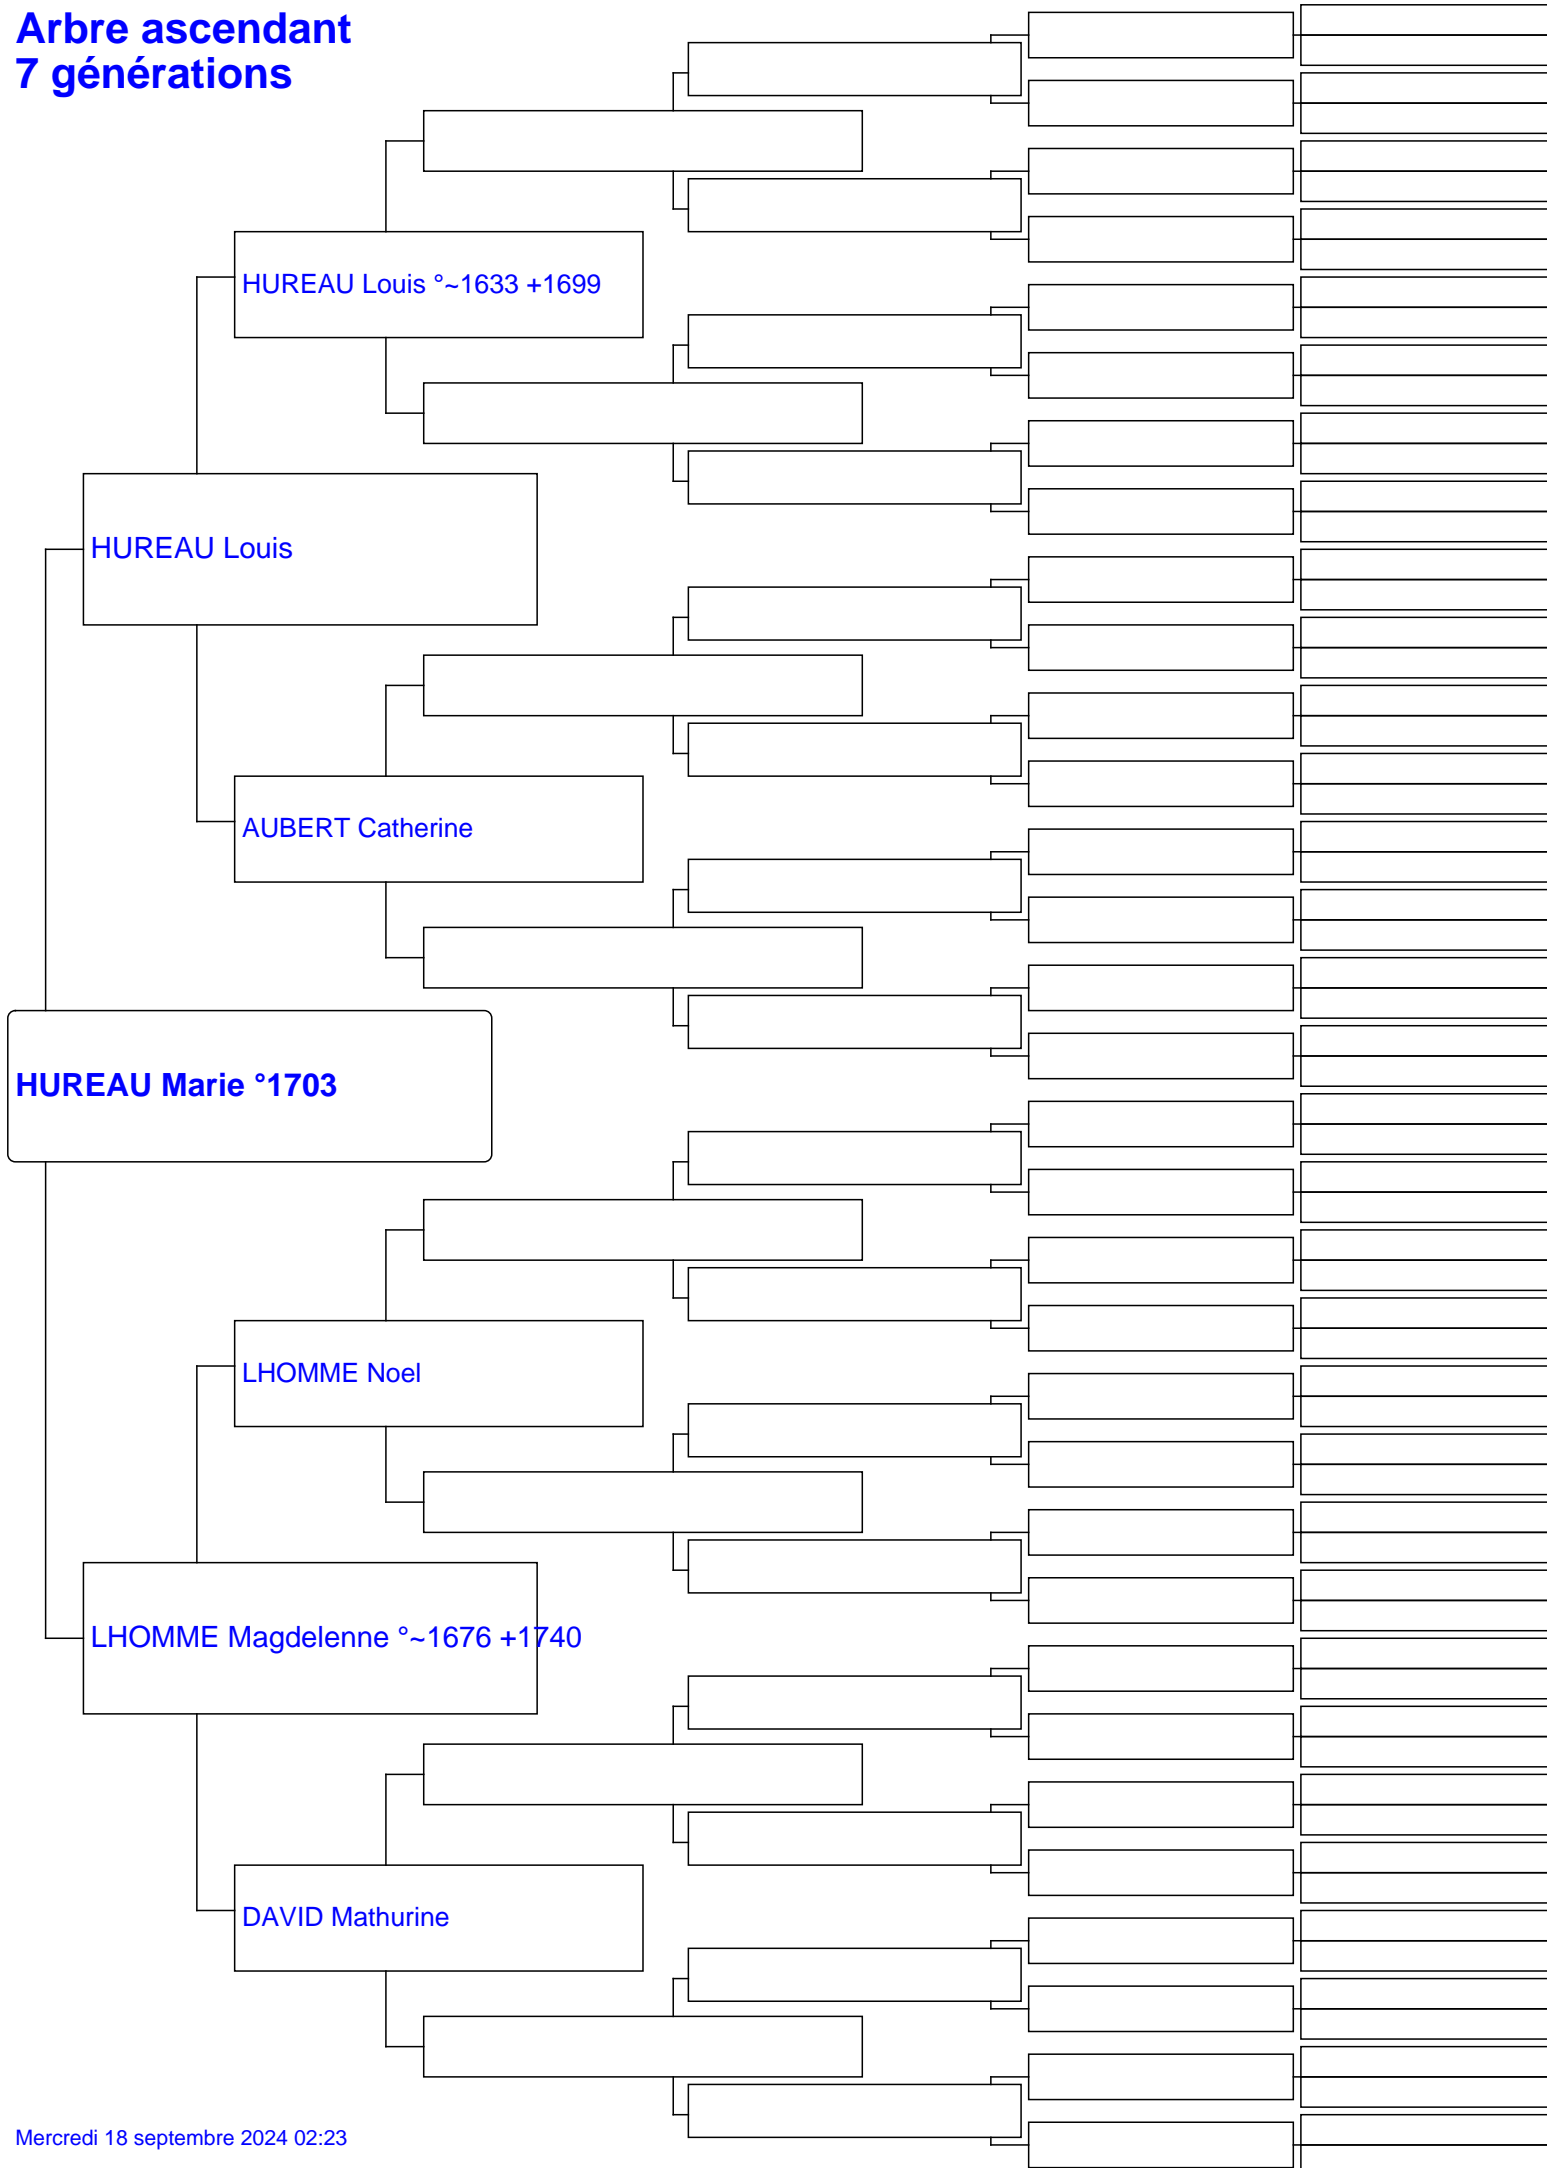 Arbre ascendant
7 générations
HUREAU Louis °~1633 +1699
HUREAU Louis
AUBERT Catherine
HUREAU Marie °1703
LHOMME Noel
LHOMME Magdelenne °~1676 +1740
DAVID Mathurine
Mercredi 18 septembre 2024 02:23